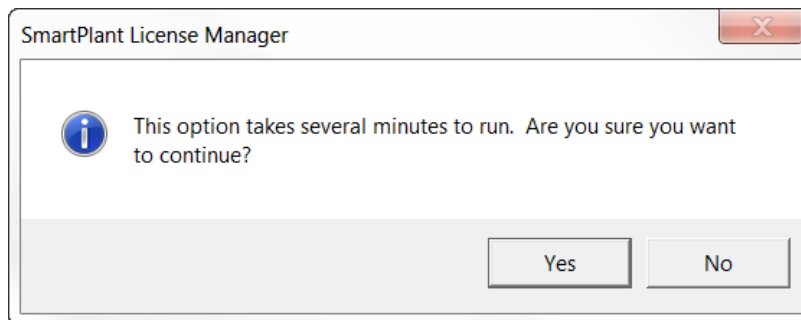 SmartPlant License Manager
This option takes several minutes to run.  Are you sure you want
to continue?
Yes
No